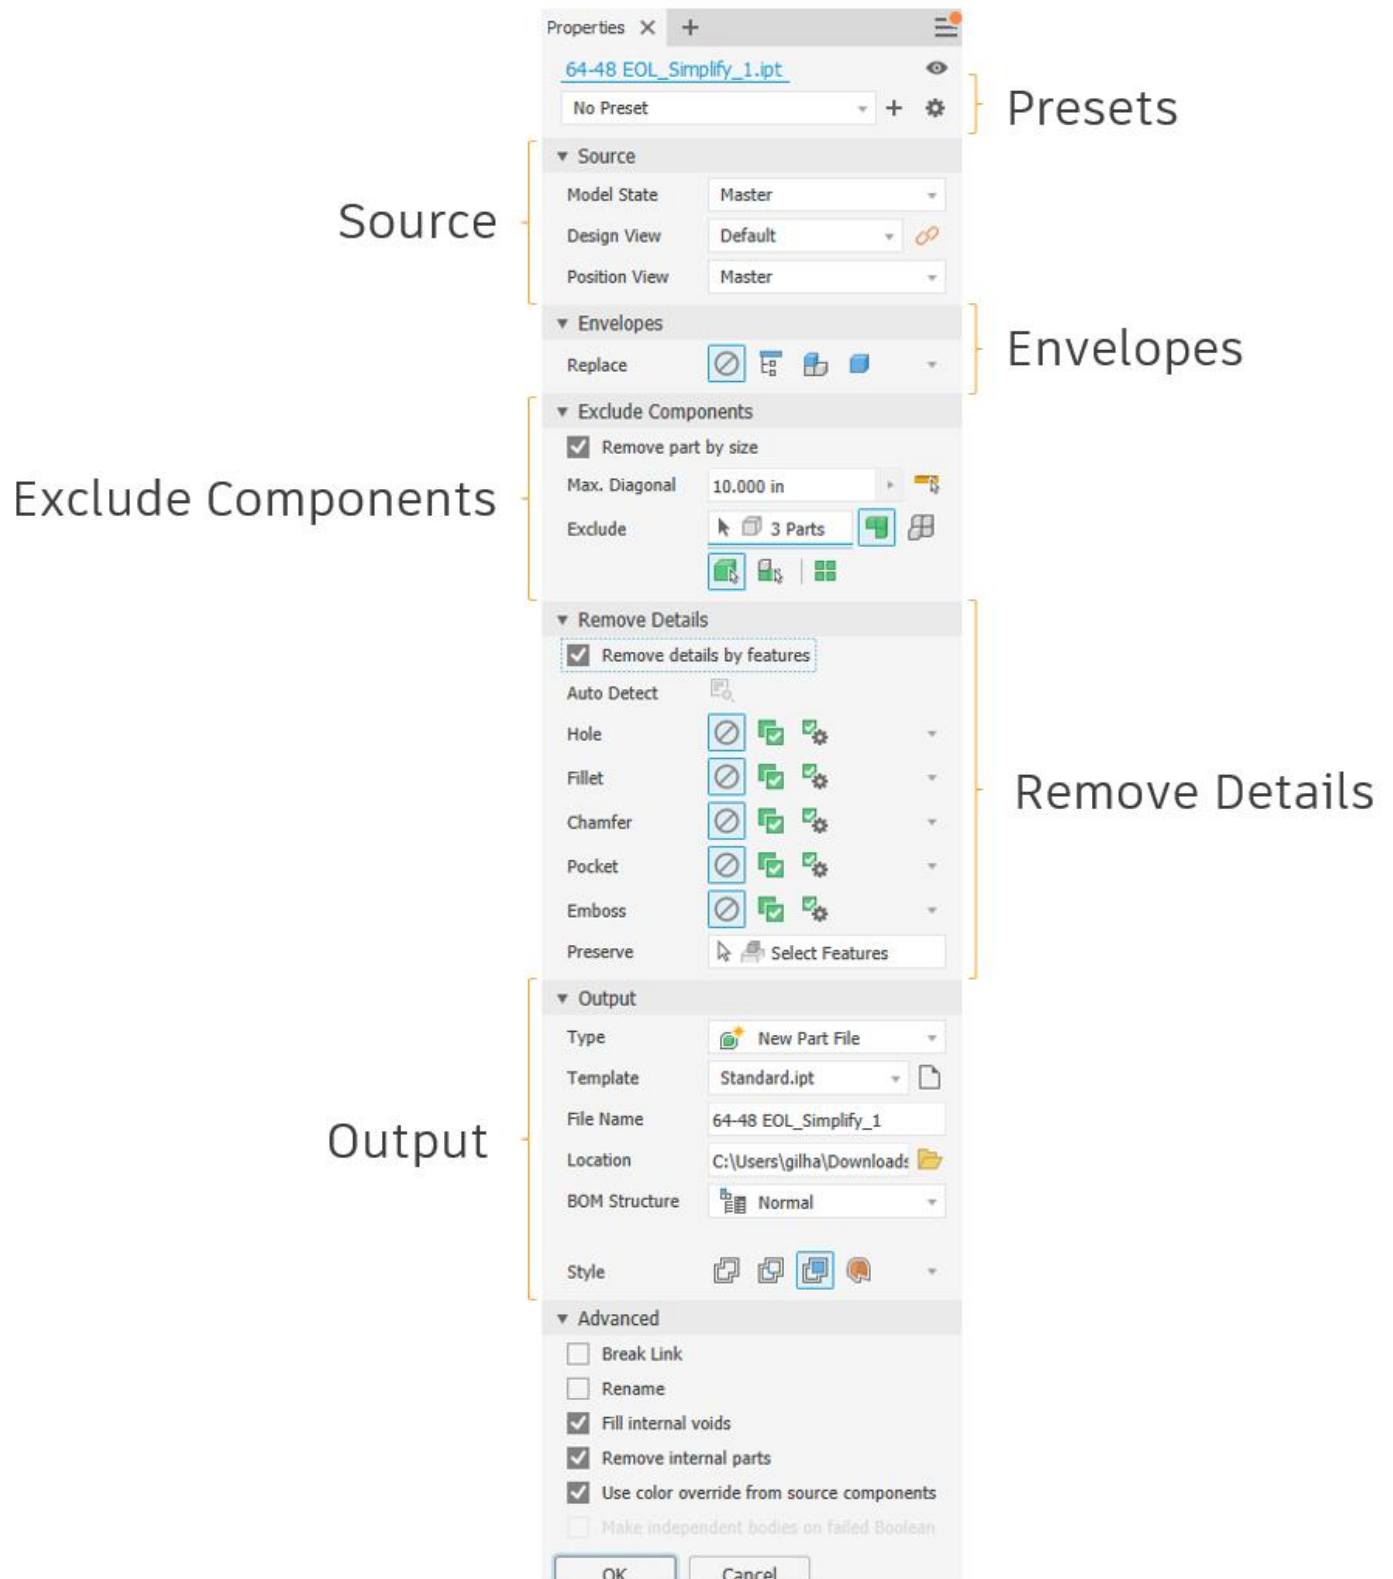 Properties
64-48 EOL_Simplify_1.ipt
No Preset
Presets
Source
Source
Model State Master
Design View Default
Position View Master
Envelopes
Envelopes
Replace
Exclude Components
Exclude Components
Remove part by size
Max. Diagonal 10.000 in
Exclude 3 Parts
Remove Details
Remove Details
Remove details by features
Auto Detect
Hole
Fillet
Chamfer
Pocket
Emboss
Preserve Select Features
Output
Output
Type New Part File
Template Standard.ipt
File Name 64-48 EOL_Simplify_1
Location C:\Users\gilha\Downloads
BOM Structure Normal
Style
Advanced
Break Link
Rename
Fill internal voids
Remove internal parts
Use color override from source components
Make independent bodies on failed Boolean
OK Cancel